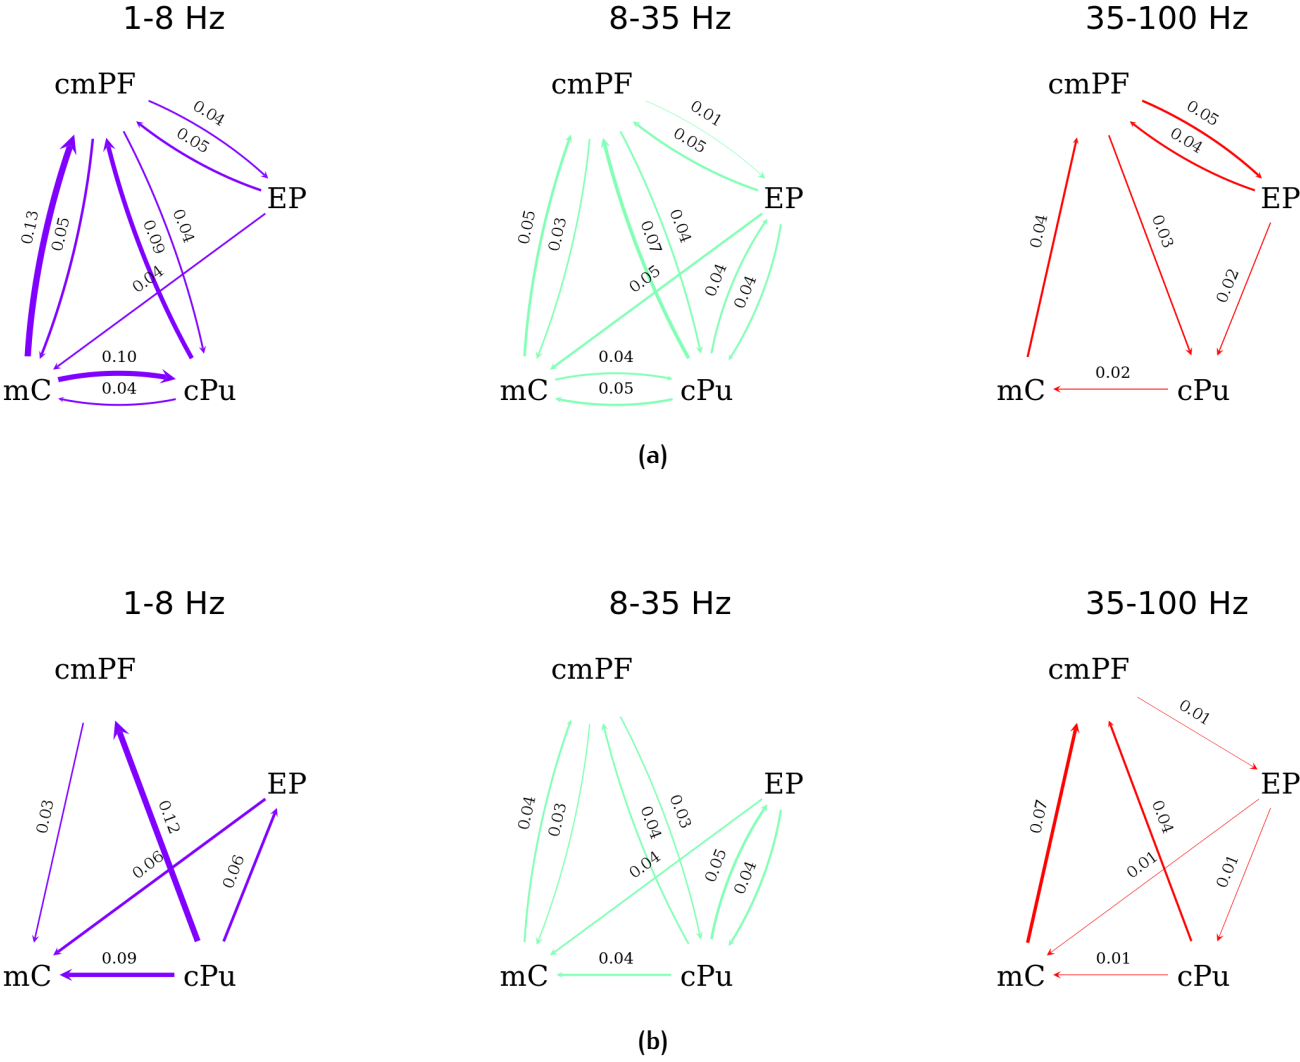 1-8 Hz 8-35 Hz 35-100 Hz
cmPF cmPF cmPF
0.04 0.01 0.05
0.05 0.05 0.04
EP EP EP
0.13 0.05 0.09 0.04 0.05 0.03 0.07 0.04 0.04 0.03
0.04 0.05 0.04 0.04 0.02
0.10 0.04 0.02
mC 0.04 cPu mC 0.05 cPu mC cPu
(a)
1-8 Hz 8-35 Hz 35-100 Hz
cmPF cmPF cmPF
0.01
EP EP EP
0.03 0.12 0.04 0.03 0.04 0.03 0.07 0.04
0.06 0.06 0.04 0.05 0.04 0.01 0.01
0.09 0.04 0.01
mC cPu mC cPu mC cPu
(b)